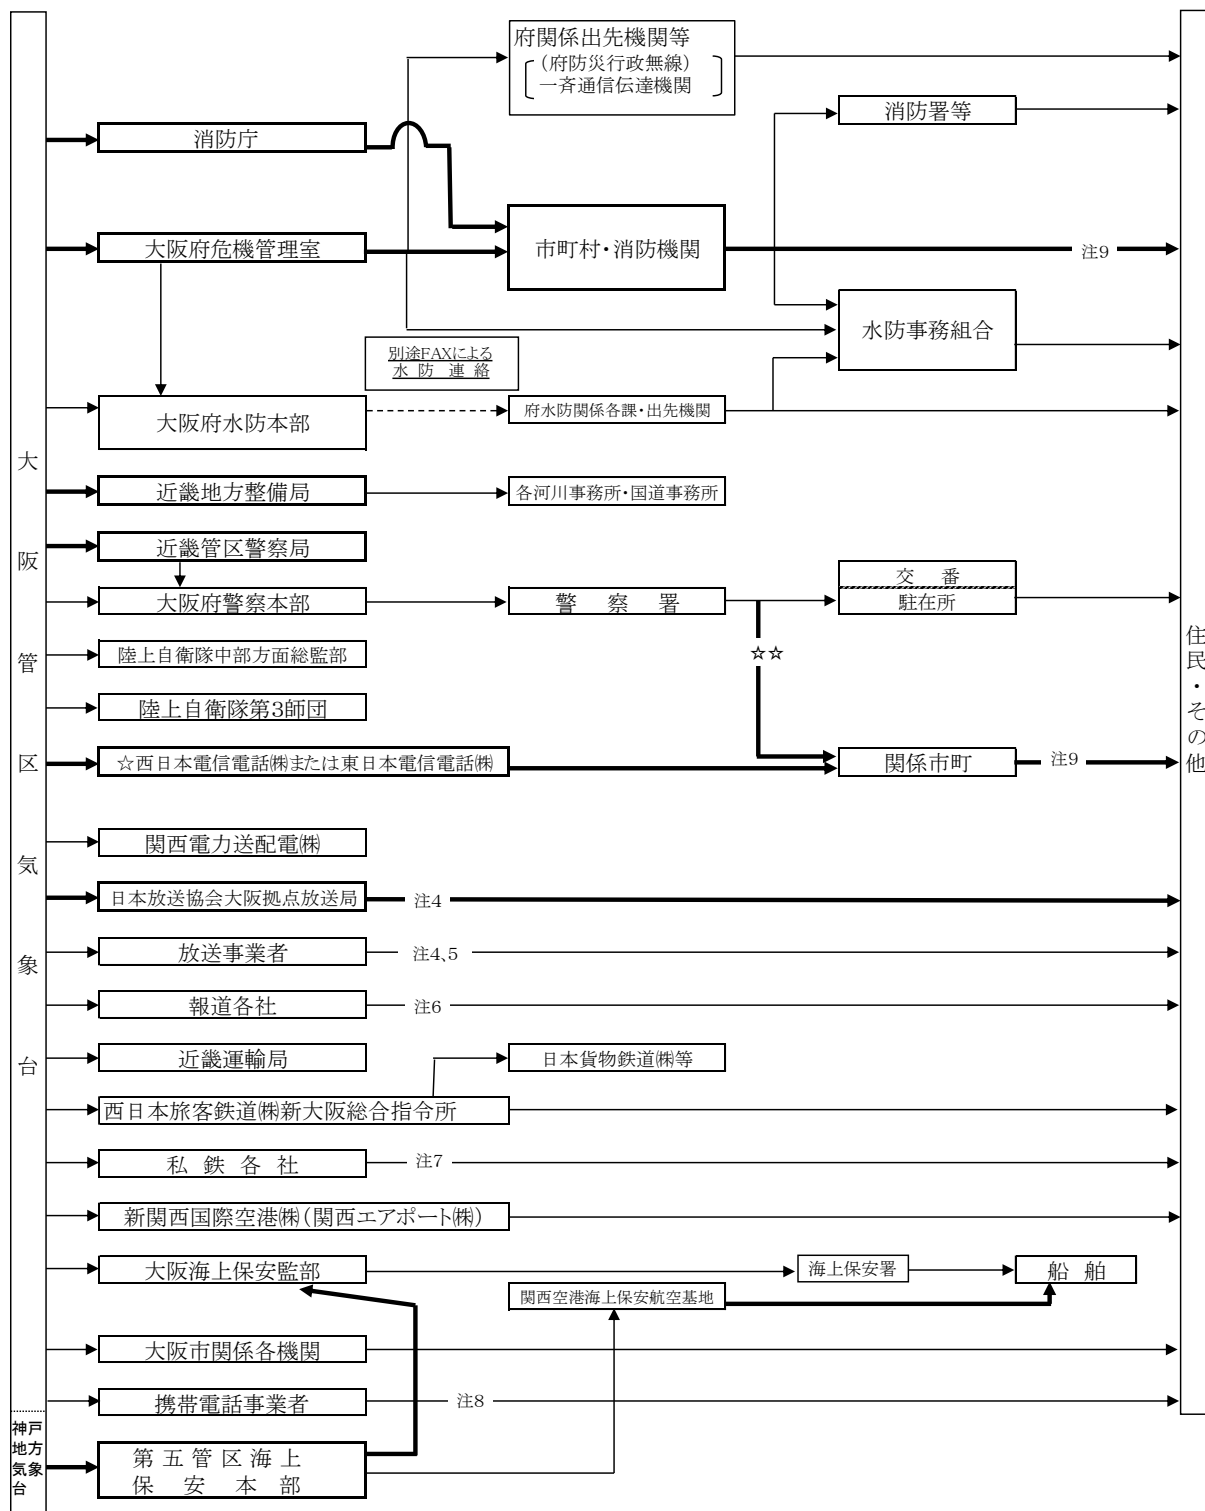 府関係出先機関等
（府防災行政無線）
一斉通信伝達機関
消防署等
消防庁
大阪府危機管理室
市町村・消防機関
注9
水防事務組合
別途FAXによる
水防連絡
大阪府水防本部
府水防関係各課・出先機関
近畿地方整備局
各河川事務所・国道事務所
近畿管区警察局
大阪府警察本部
警察署
交番
駐在所
☆☆
陸上自衛隊中部方面総監部
陸上自衛隊第3師団
☆西日本電信電話㈱または東日本電信電話㈱
関係市町
注9
関西電力送配電㈱
日本放送協会大阪拠点放送局
注4
放送事業者
注4、5
報道各社
注6
近畿運輸局
日本貨物鉄道㈱等
西日本旅客鉄道㈱新大阪総合指令所
私鉄各社
注7
新関西国際空港㈱（関西エアポート㈱）
大阪海上保安監部
海上保安署
船舶
関西空港海上保安航空基地
大阪市関係各機関
携帯電話事業者
注8
第五管区海上
保安本部
大阪管区気象台
神戸
地方
気象
台
住民・その他